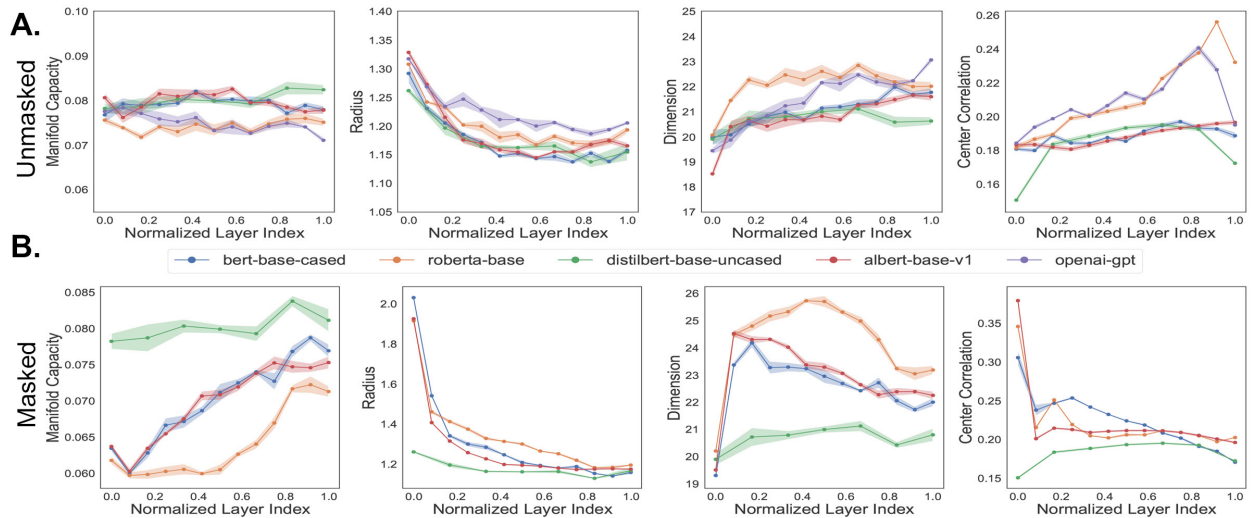 A.
Unmasked
Manifold Capacity
0.10
0.09
0.08
0.07
0.06
0.0 0.2 0.4 0.6 0.8 1.0
Normalized Layer Index
Radius
1.40
1.35
1.30
1.25
1.20
1.15
1.10
1.05
0.0 0.2 0.4 0.6 0.8 1.0
Normalized Layer Index
Dimension
25
24
23
22
21
20
19
18
17
0.0 0.2 0.4 0.6 0.8 1.0
Normalized Layer Index
Center Correlation
0.26
0.24
0.22
0.20
0.18
0.16
0.0 0.2 0.4 0.6 0.8 1.0
Normalized Layer Index
B.
bert-base-cased roberta-base distilbert-base-uncased albert-base-v1 openai-gpt
Masked
Manifold Capacity
0.085
0.080
0.075
0.070
0.065
0.060
0.0 0.2 0.4 0.6 0.8 1.0
Normalized Layer Index
Radius
2.0
1.8
1.6
1.4
1.2
0.0 0.2 0.4 0.6 0.8 1.0
Normalized Layer Index
Dimension
26
25
24
23
22
21
20
19
0.0 0.2 0.4 0.6 0.8 1.0
Normalized Layer Index
Center Correlation
0.35
0.30
0.25
0.20
0.15
0.0 0.2 0.4 0.6 0.8 1.0
Normalized Layer Index